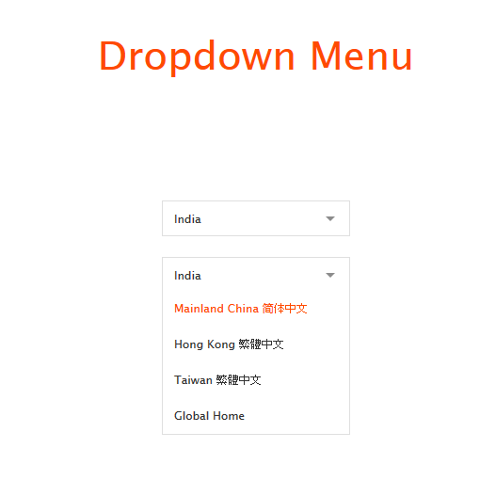 Dropdown Menu
India
India
Mainland China 简体中文
Hong Kong 繁體中文
Taiwan 繁體中文
Global Home